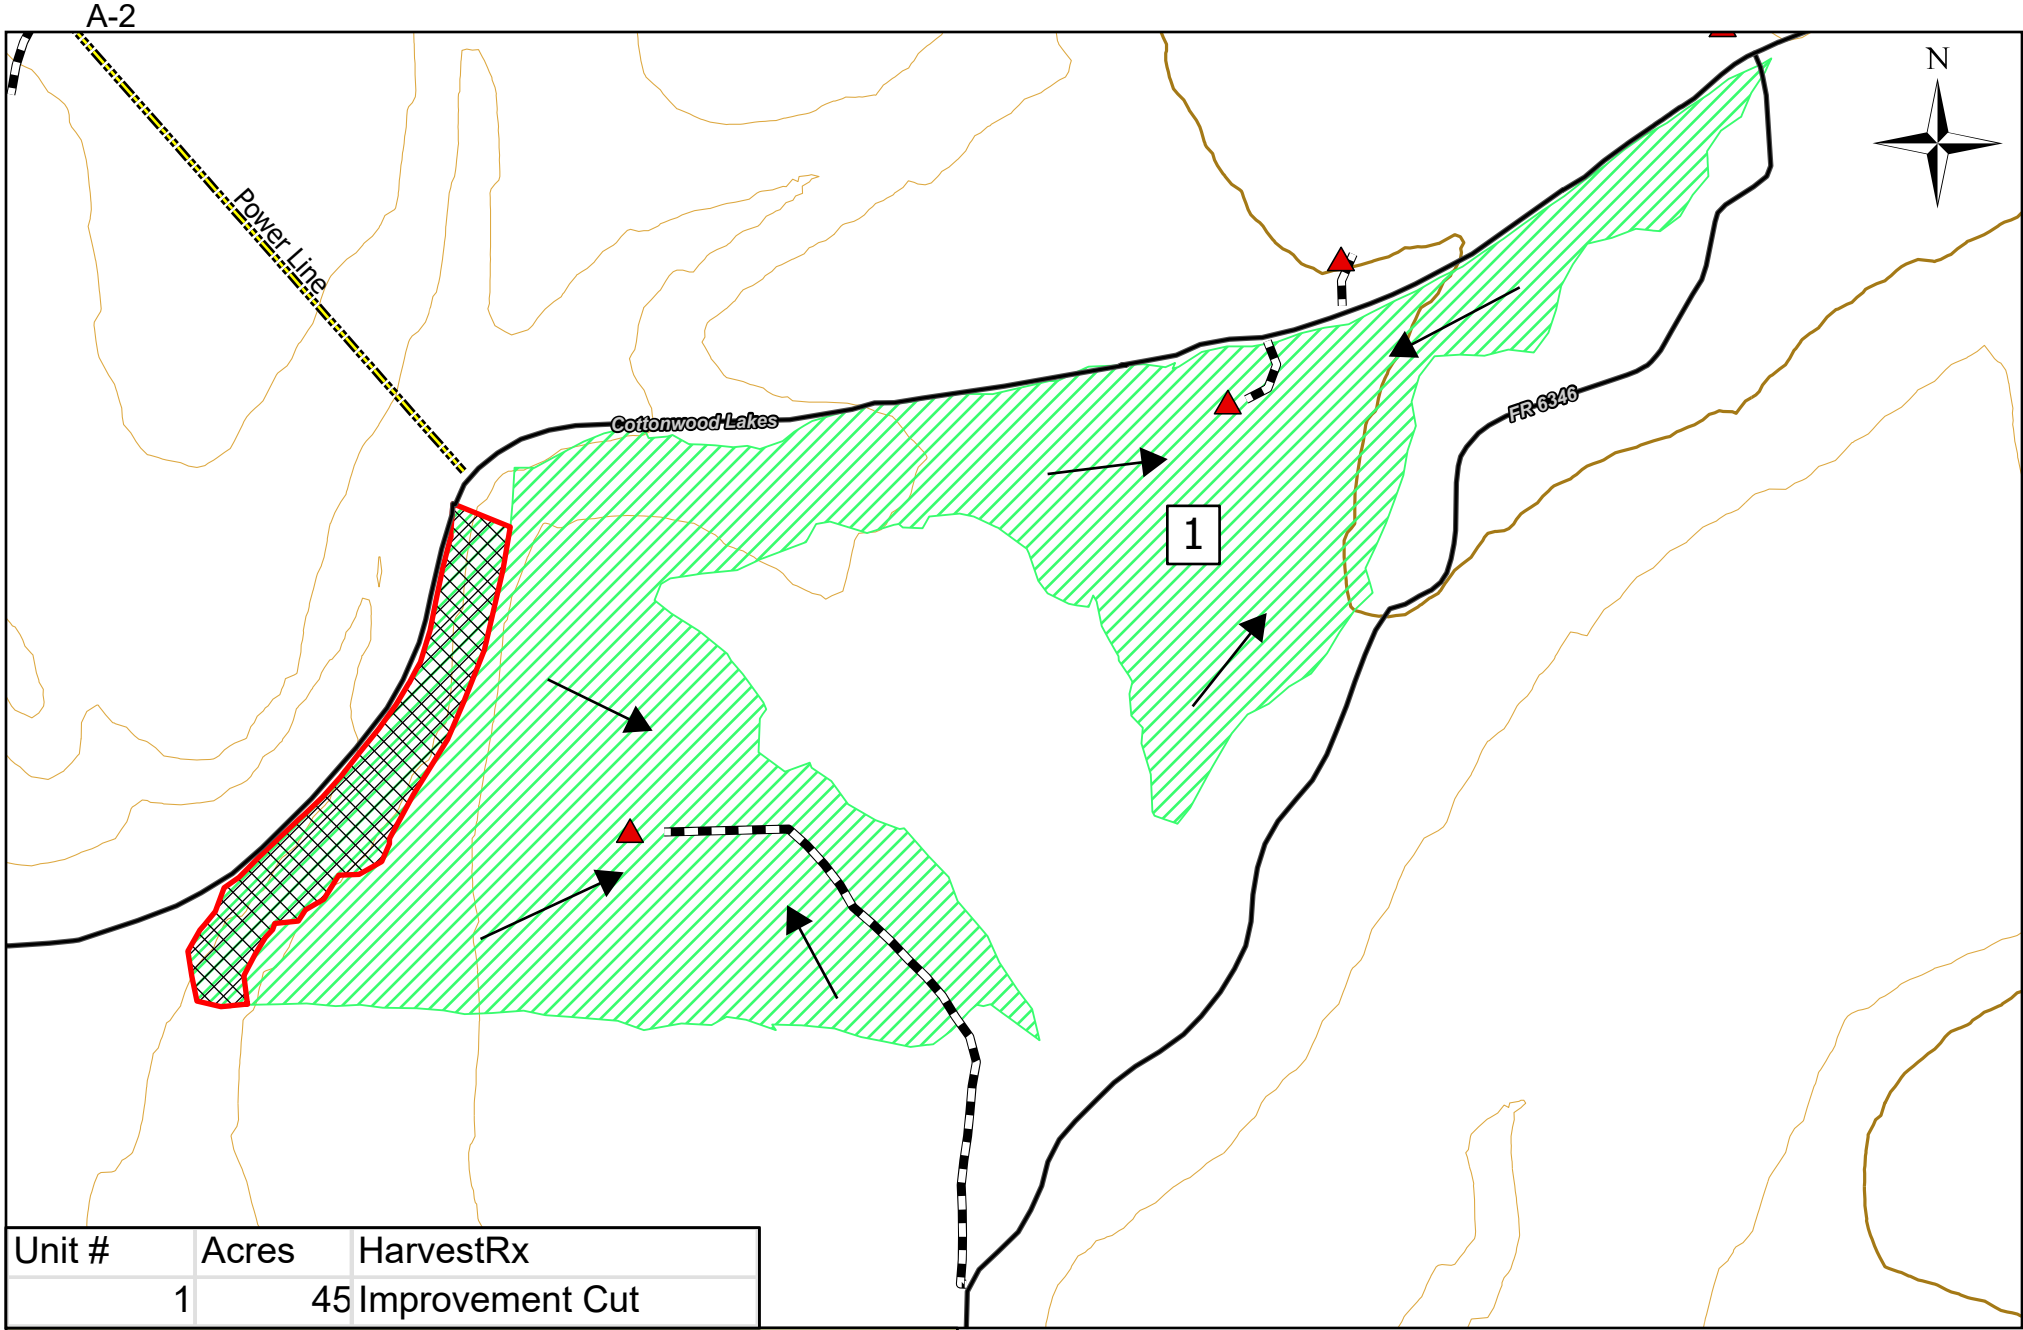 A-2
N
Power Line
Cottonwood Lakes
FR 6346
1
Unit # Acres HarvestRx
1 45 Improvement Cut